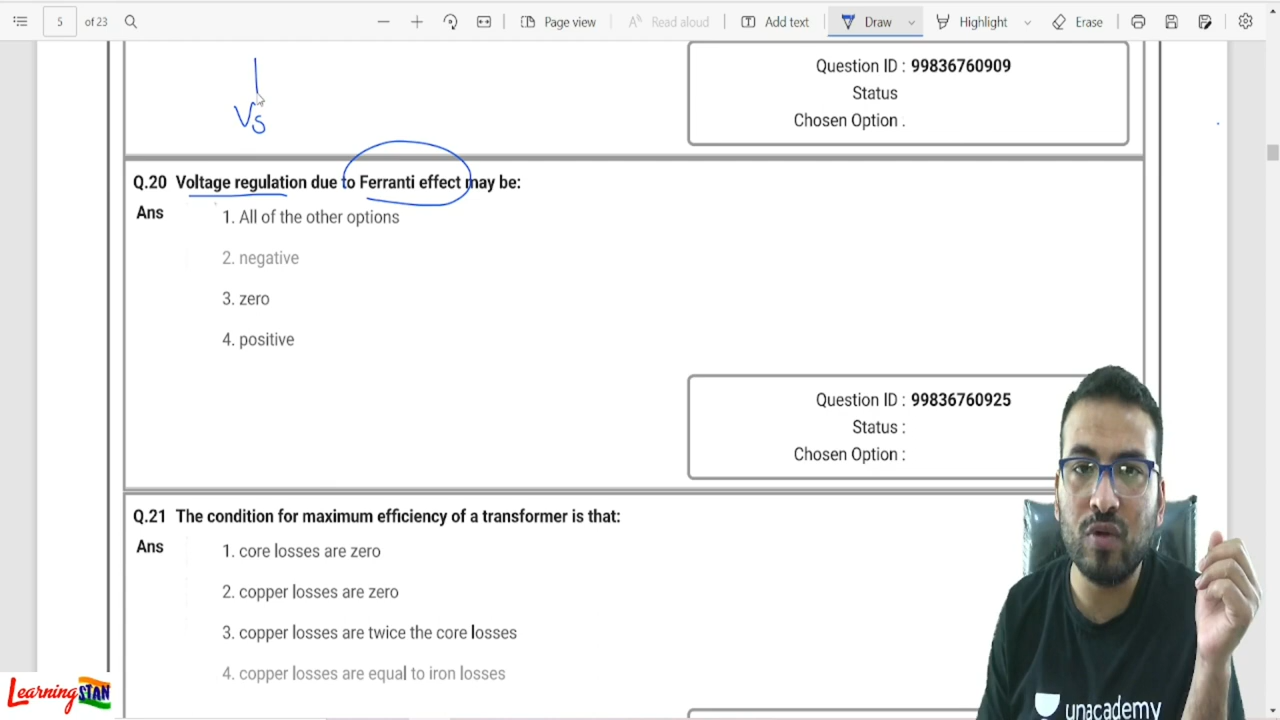 5 of 23 Page view Read aloud Add text Draw Highlight Erase
Question ID : 99836760909
Status
Chosen Option .
Vs
Q.20 Voltage regulation due to Ferranti effect may be:
Ans 1. All of the other options
2. negative
3. zero
4. positive
Question ID : 99836760925
Status :
Chosen Option :
Q.21 The condition for maximum efficiency of a transformer is that:
Ans 1. core losses are zero
2. copper losses are zero
3. copper losses are twice the core losses
4. copper losses are equal to iron losses
LearningSTAN
unacademy